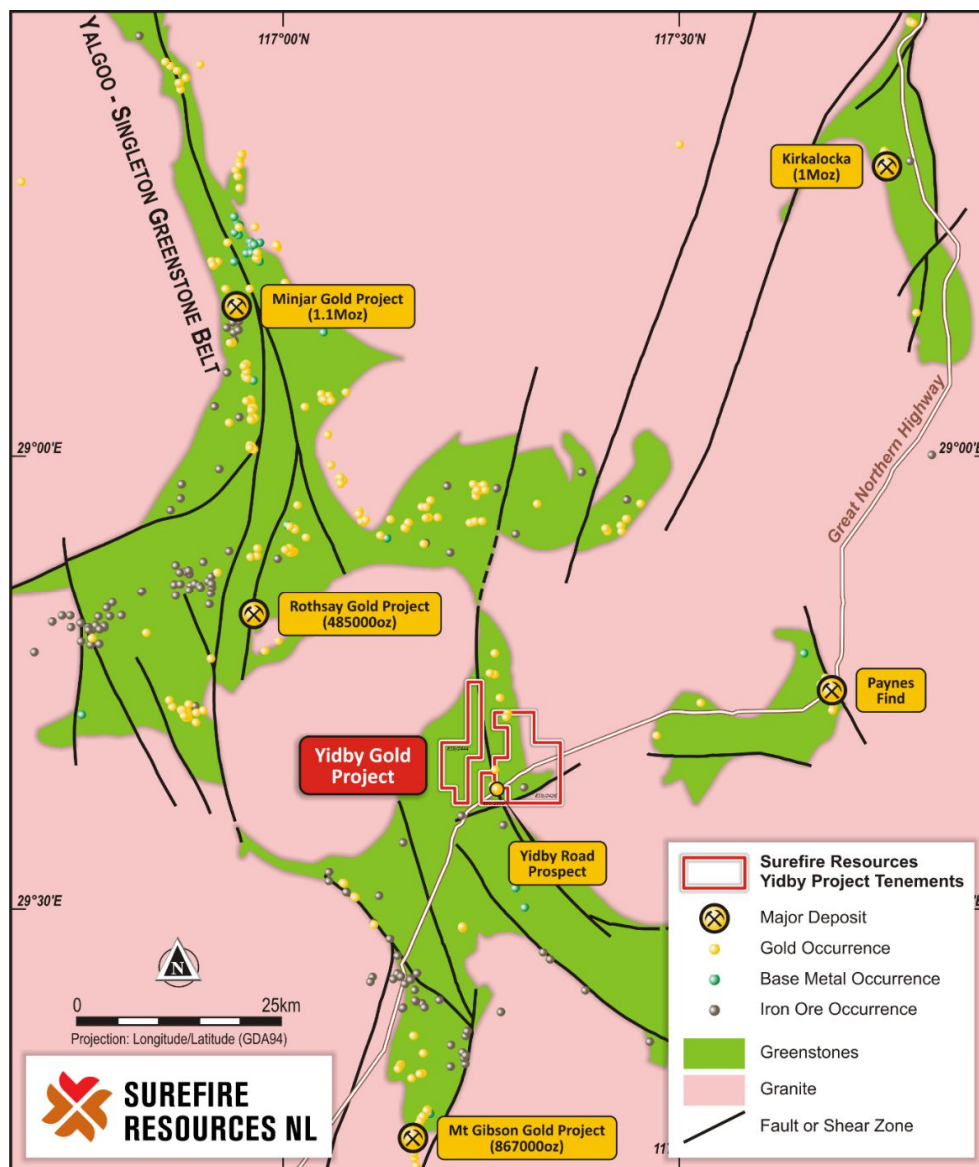 117°00'N
117°30'N
YALGOO - SINGLETON GREENSTONE BELT
Kirkalocka
(1Moz)
Minjar Gold Project
(1.1Moz)
Great Northern Highway
29°00'E
29°00'E
Rothsay Gold Project
(485000oz)
Paynes
Find
Yidby Gold
Project
Yidby Road
Prospect
29°30'E
N
0
25km
Projection: Longitude/Latitude (GDA94)
SUREFIRE
RESOURCES NL
Mt Gibson Gold Project
(867000oz)
Surefire Resources
Yidby Project Tenements
Major Deposit
Gold Occurrence
Base Metal Occurrence
Iron Ore Occurrence
Greenstones
Granite
Fault or Shear Zone